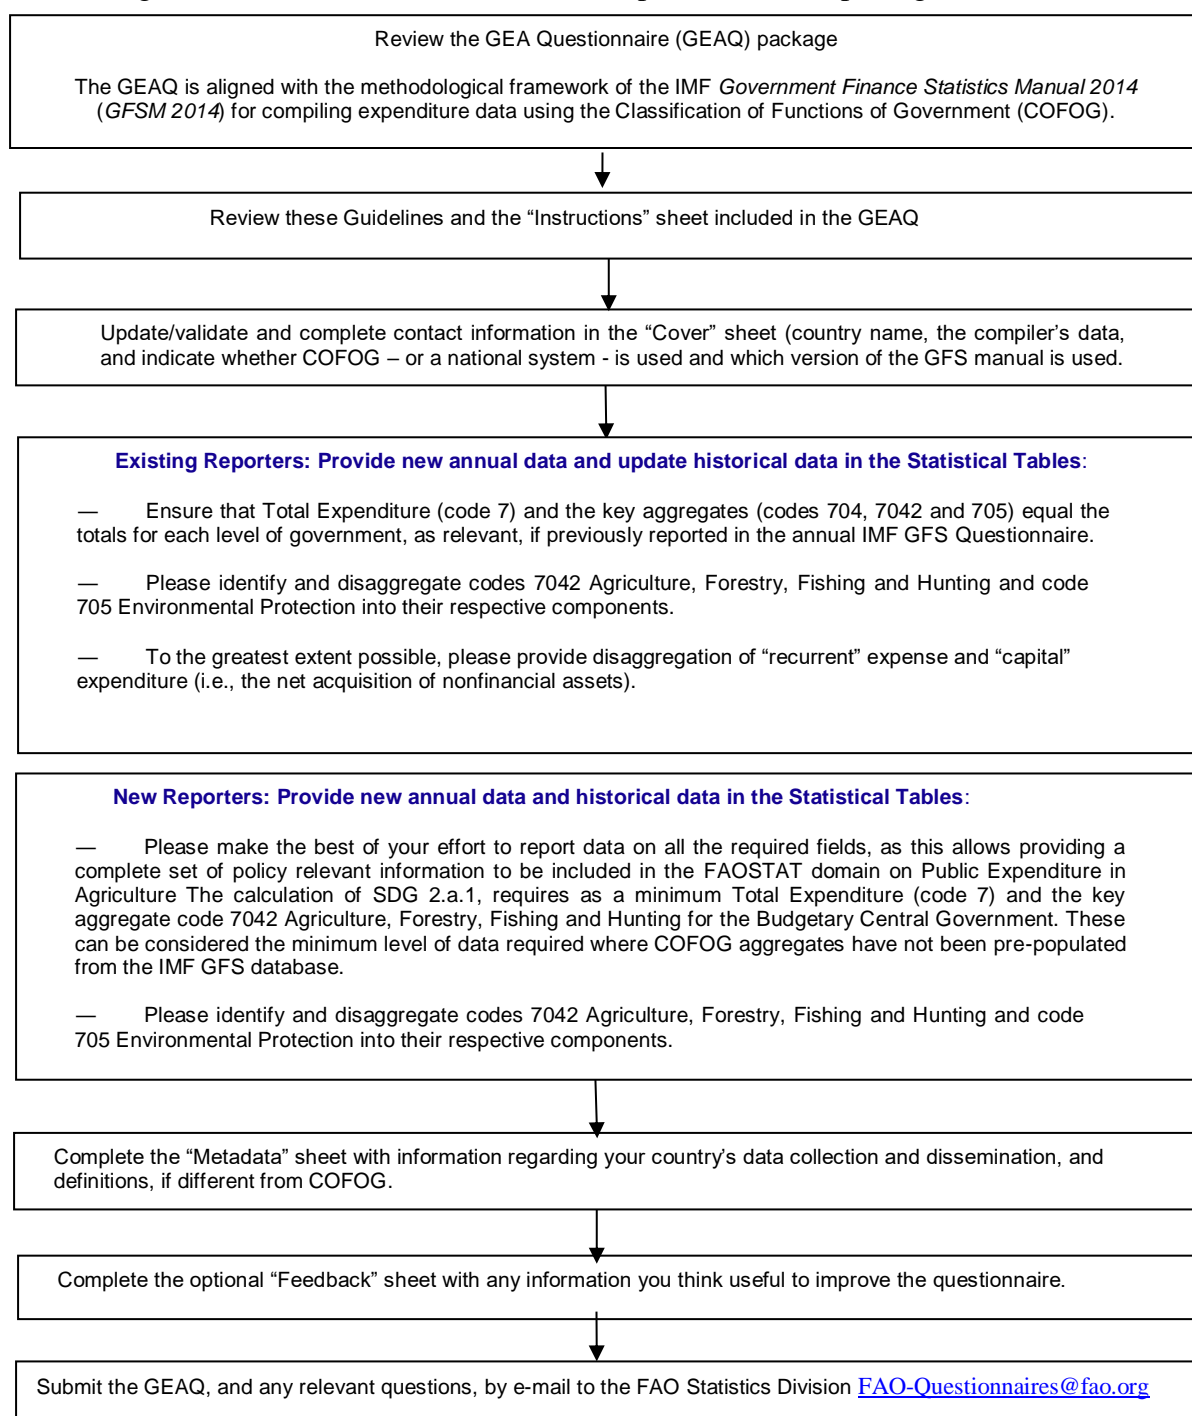 Review the GEA Questionnaire (GEAQ) package
The GEAQ is aligned with the methodological framework of the IMF Government Finance Statistics Manual 2014
(GFSM 2014) for compiling expenditure data using the Classification of Functions of Government (COFOG).
Review these Guidelines and the “Instructions” sheet included in the GEAQ
Update/validate and complete contact information in the “Cover” sheet (country name, the compiler’s data,
and indicate whether COFOG – or a national system - is used and which version of the GFS manual is used.
Existing Reporters: Provide new annual data and update historical data in the Statistical Tables:
— Ensure that Total Expenditure (code 7) and the key aggregates (codes 704, 7042 and 705) equal the
totals for each level of government, as relevant, if previously reported in the annual IMF GFS Questionnaire.
— Please identify and disaggregate codes 7042 Agriculture, Forestry, Fishing and Hunting and code
705 Environmental Protection into their respective components.
— To the greatest extent possible, please provide disaggregation of “recurrent” expense and “capital”
expenditure (i.e., the net acquisition of nonfinancial assets).
New Reporters: Provide new annual data and historical data in the Statistical Tables:
— Please make the best of your effort to report data on all the required fields, as this allows providing a
complete set of policy relevant information to be included in the FAOSTAT domain on Public Expenditure in
Agriculture The calculation of SDG 2.a.1, requires as a minimum Total Expenditure (code 7) and the key
aggregate code 7042 Agriculture, Forestry, Fishing and Hunting for the Budgetary Central Government. These
can be considered the minimum level of data required where COFOG aggregates have not been pre-populated
from the IMF GFS database.
— Please identify and disaggregate codes 7042 Agriculture, Forestry, Fishing and Hunting and code
705 Environmental Protection into their respective components.
Complete the “Metadata” sheet with information regarding your country’s data collection and dissemination, and
definitions, if different from COFOG.
Complete the optional “Feedback” sheet with any information you think useful to improve the questionnaire.
Submit the GEAQ, and any relevant questions, by e-mail to the FAO Statistics Division FAO-Questionnaires@fao.org